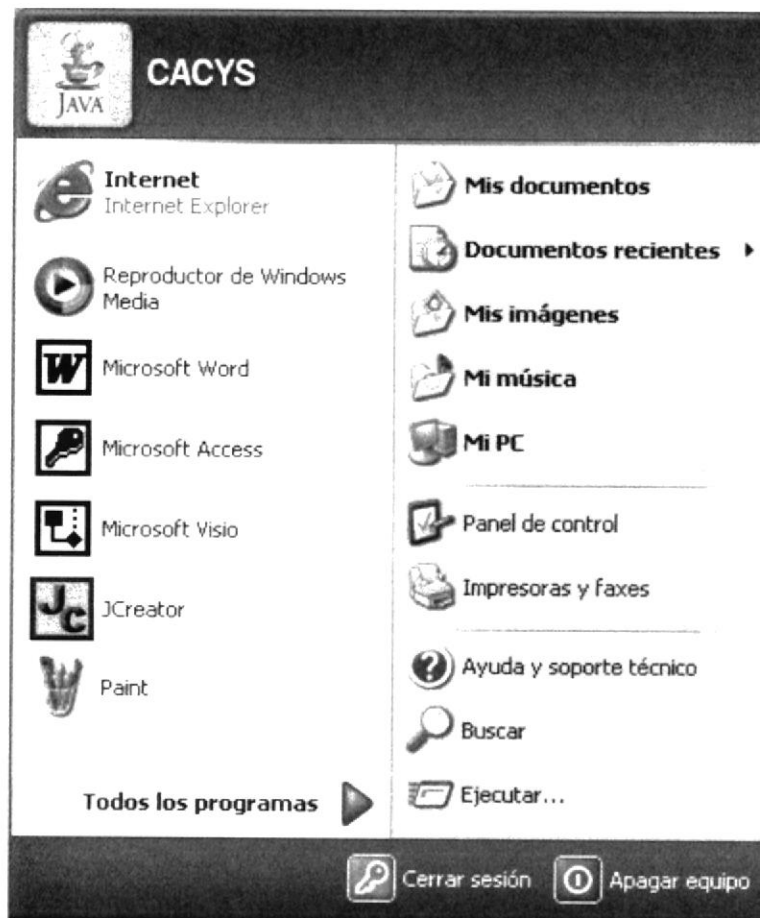 JAVA
CACYS
Internet
Internet Explorer
Reproductor de Windows
Media
Microsoft Word
Microsoft Access
Microsoft Visio
JCreator
Paint
Todos los programas
Mis documentos
Documentos recientes
Mis imágenes
Mi música
Mi PC
Panel de control
Impresoras y faxes
Ayuda y soporte técnico
Buscar
Ejecutar...
Cerrar sesión
Apagar equipo